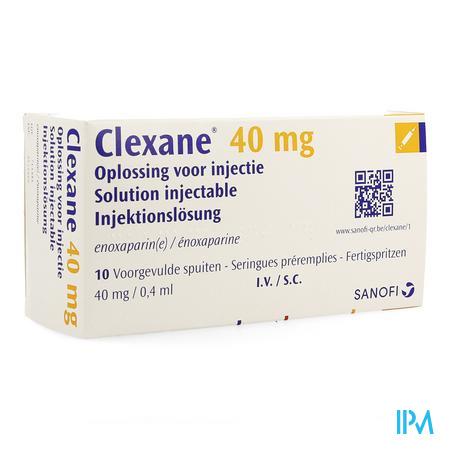 Clexane® 40 mg
Oplossing voor injectie
Solution injectable
Injektionslösung
enoxaparin(e) / énoxaparine
10 Voorgevulde spuiten - Seringues préremplies - Fertigspritzen
40 mg / 0,4 ml
I.V. / S.C.
www.sanofi-qr.be/clexane/1
SANOFI
Clexane 40 mg
Oplossing voor injectie
Solution injectable
Injektionslösung
IPM